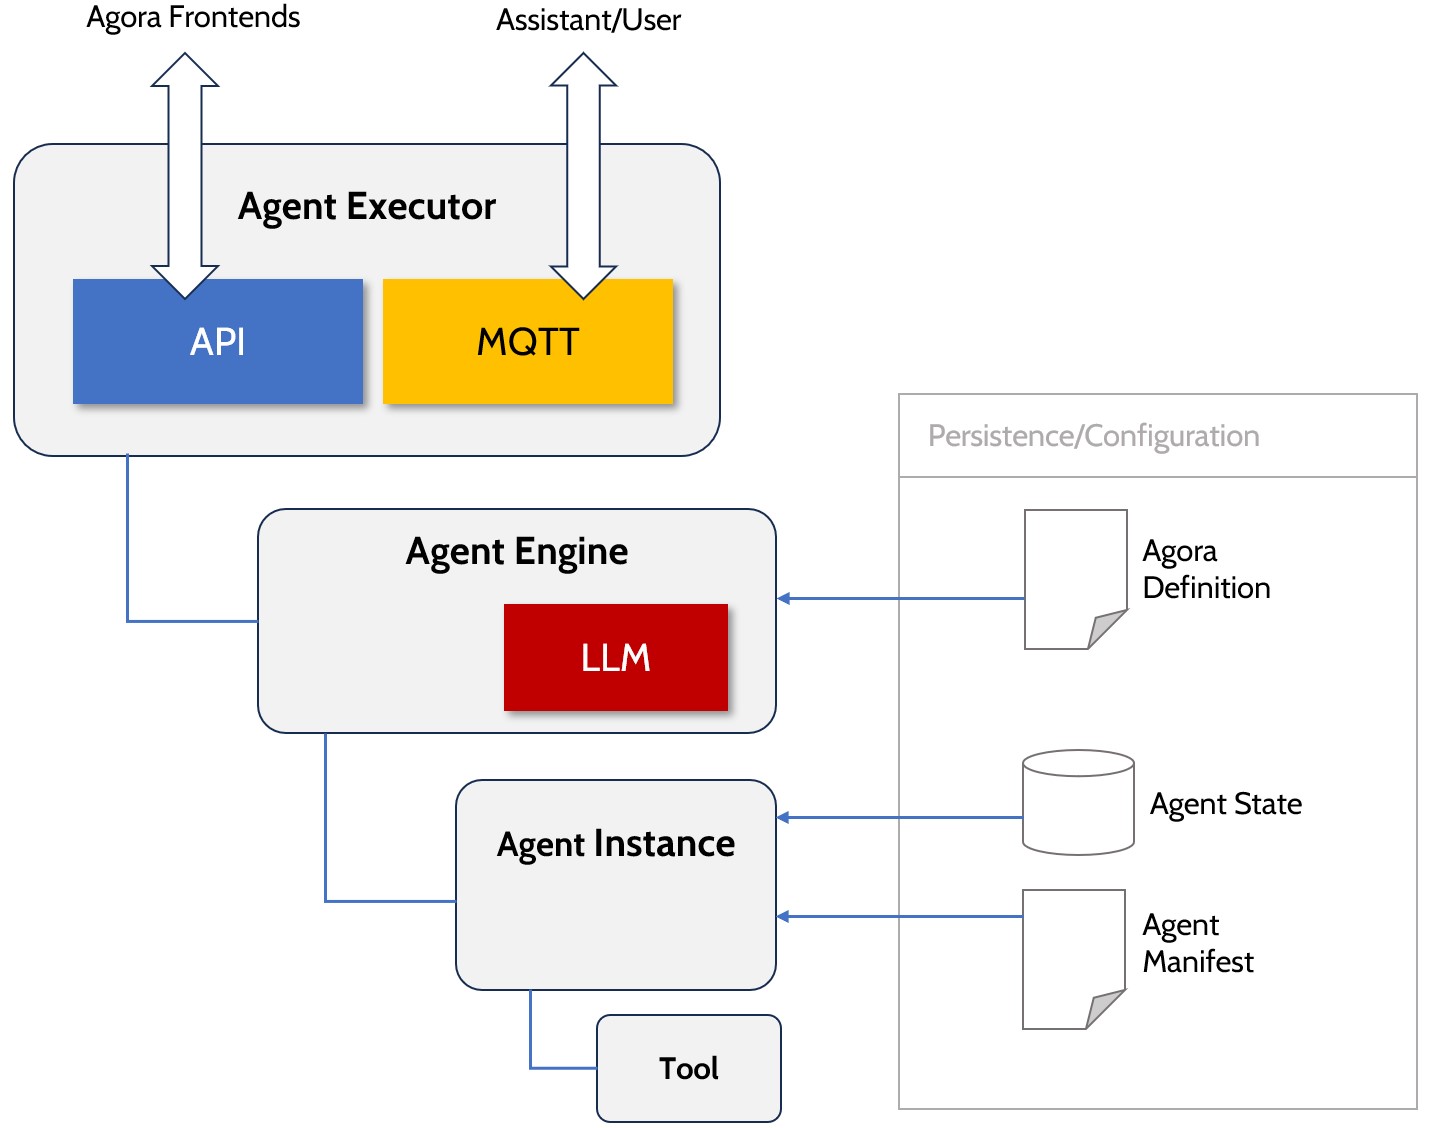 Agora Frontends
Assistant/User
Agent Executor
API
MQTT
Persistence/Configuration
Agent Engine
LLM
Agora
Definition
Agent Instance
Agent State
Agent
Manifest
Tool